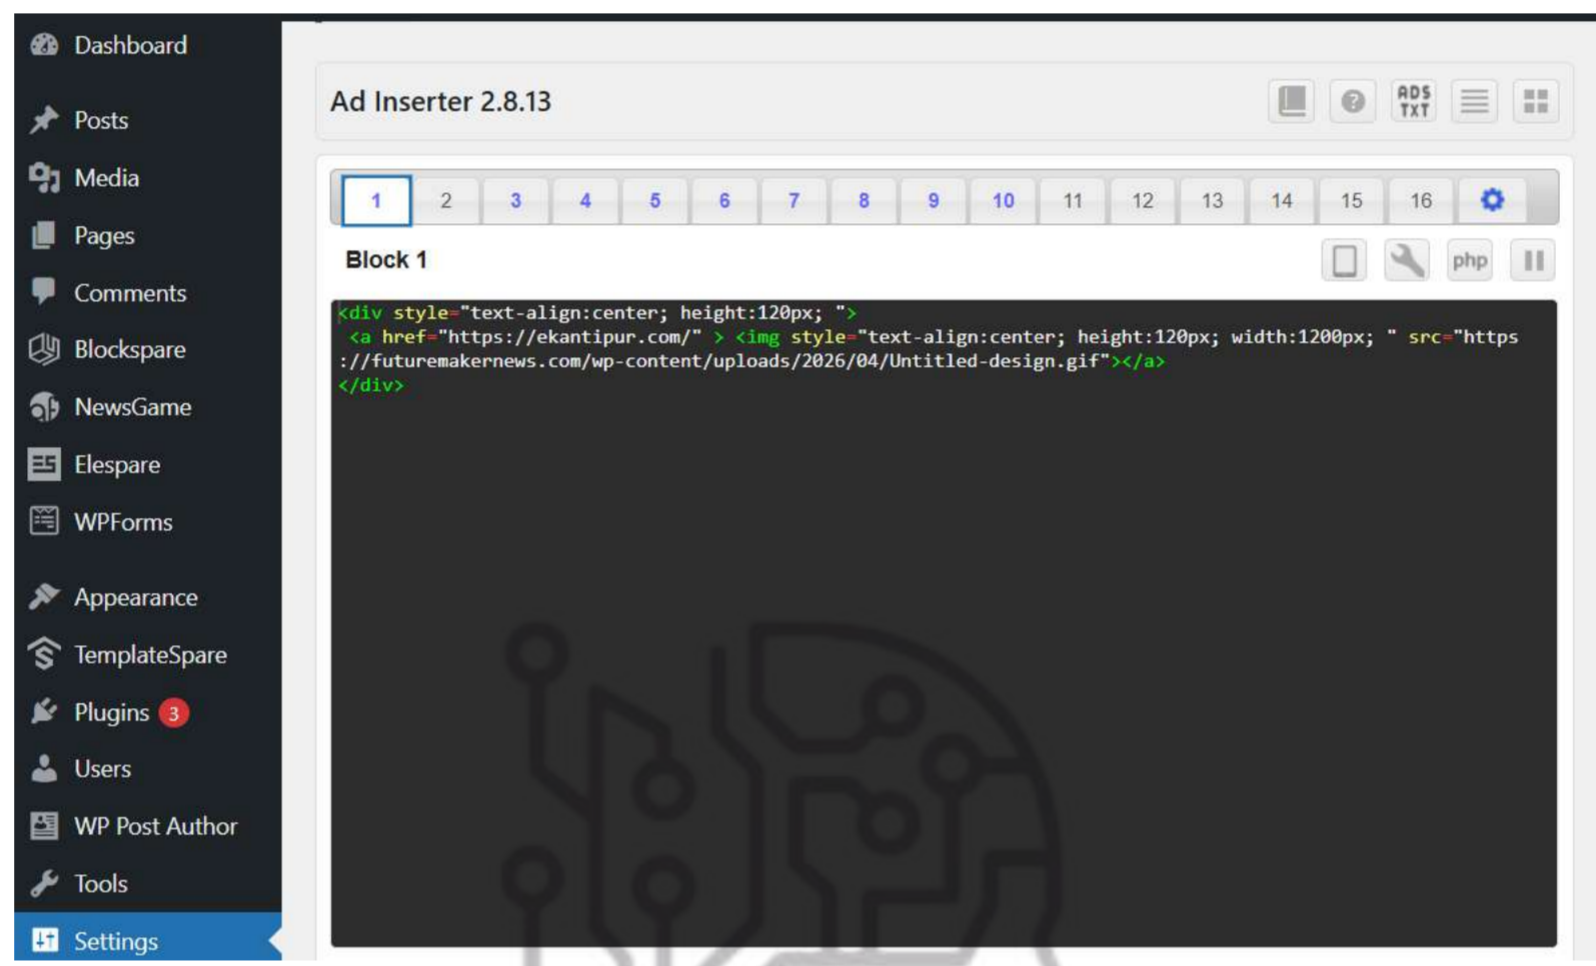 Dashboard
Posts
Media
Pages
Comments
Blockspare
NewsGame
Elespare
WPForms
Appearance
TemplateSpare
Plugins 3
Users
WP Post Author
Tools
Settings
Ad Inserter 2.8.13
ADS
TXT
1 2 3 4 5 6 7 8 9 10 11 12 13 14 15 16
Block 1
php
<div style="text-align:center; height:120px; ">
<a href="https://ekantipur.com/" > <img style="text-align:center; height:120px; width:1200px; " src="https
://futuremakernews.com/wp-content/uploads/2026/04/Untitled-design.gif"></a>
</div>